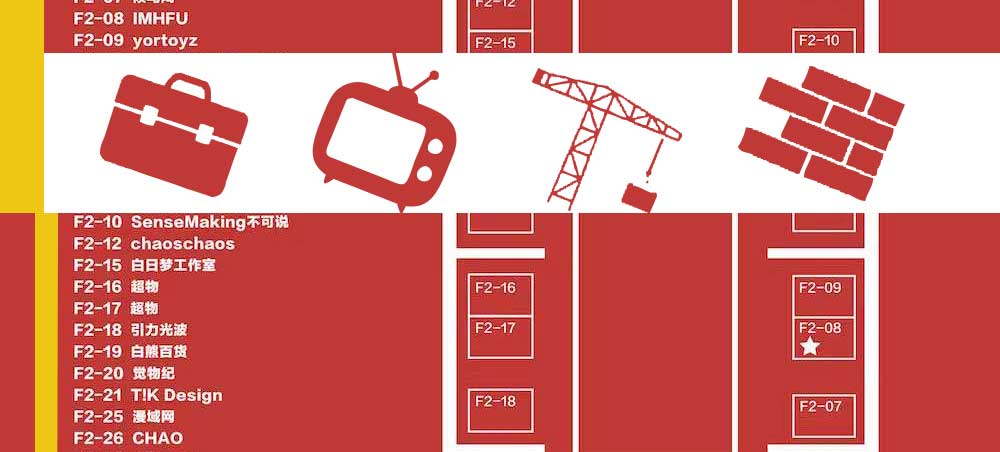 F2-08 IMHFU
F2-09 yortoyz
F2-10 SenseMaking不可说
F2-12 chaoschaos
F2-15 白日梦工作室
F2-16 超物
F2-17 超物
F2-18 引力光波
F2-19 白熊百货
F2-20 觉物纪
F2-21 T!K Design
F2-25 漫域网
F2-26 CHAO
F2-12
F2-15
F2-16
F2-17
F2-18
F2-10
F2-09
F2-08
F2-07